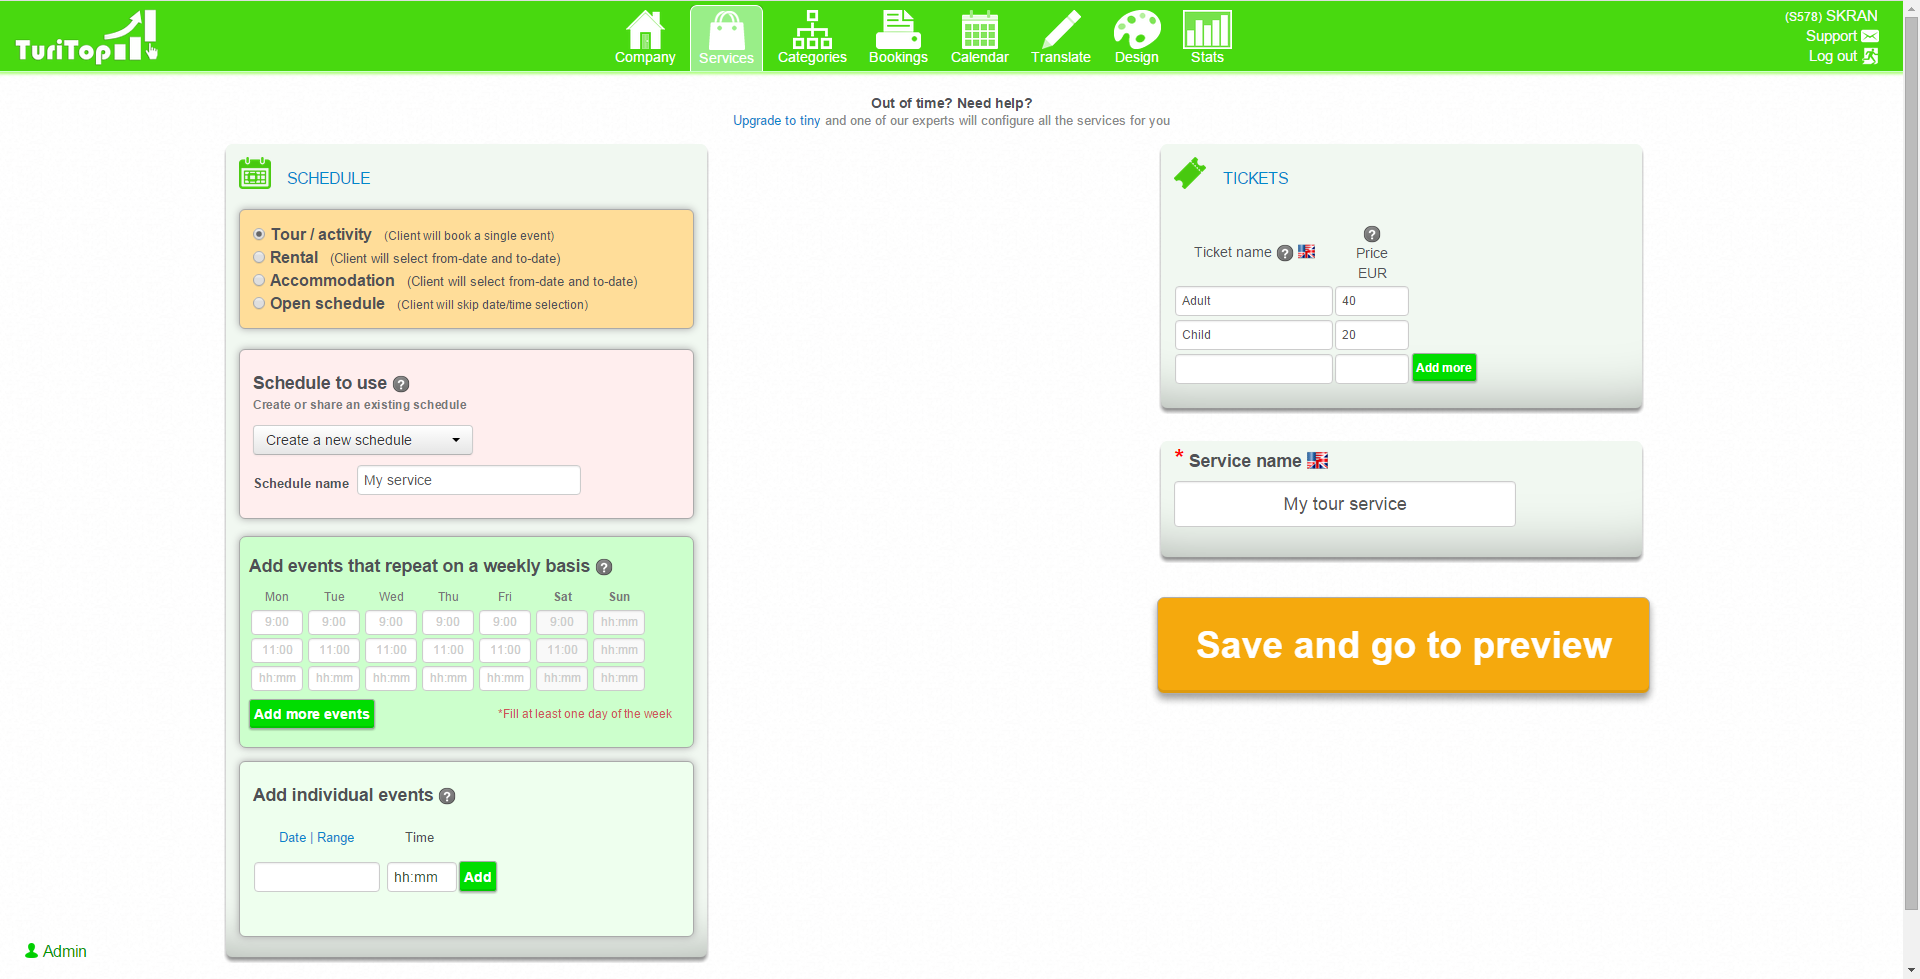 TuriTop
Company
Services
Categories
Bookings
Calendar
Translate
Design
Stats
(S578) SKRAN
Support
Log out
Out of time? Need help?
Upgrade to tiny and one of our experts will configure all the services for you
SCHEDULE
Tour / activity (Client will book a single event)
Rental (Client will select from-date and to-date)
Accommodation (Client will select from-date and to-date)
Open schedule (Client will skip date/time selection)
Schedule to use ?
Create or share an existing schedule
Create a new schedule
Schedule name My service
Add events that repeat on a weekly basis ?
Mon Tue Wed Thu Fri Sat Sun
9:00 9:00 9:00 9:00 9:00 9:00 hh:mm
11:00 11:00 11:00 11:00 11:00 11:00 hh:mm
hh:mm hh:mm hh:mm hh:mm hh:mm hh:mm hh:mm
Add more events *Fill at least one day of the week
Add individual events ?
Date | Range Time
hh:mm Add
TICKETS
?
Ticket name ? Price
EUR
Adult 40
Child 20
Add more
* Service name
My tour service
Save and go to preview
Admin